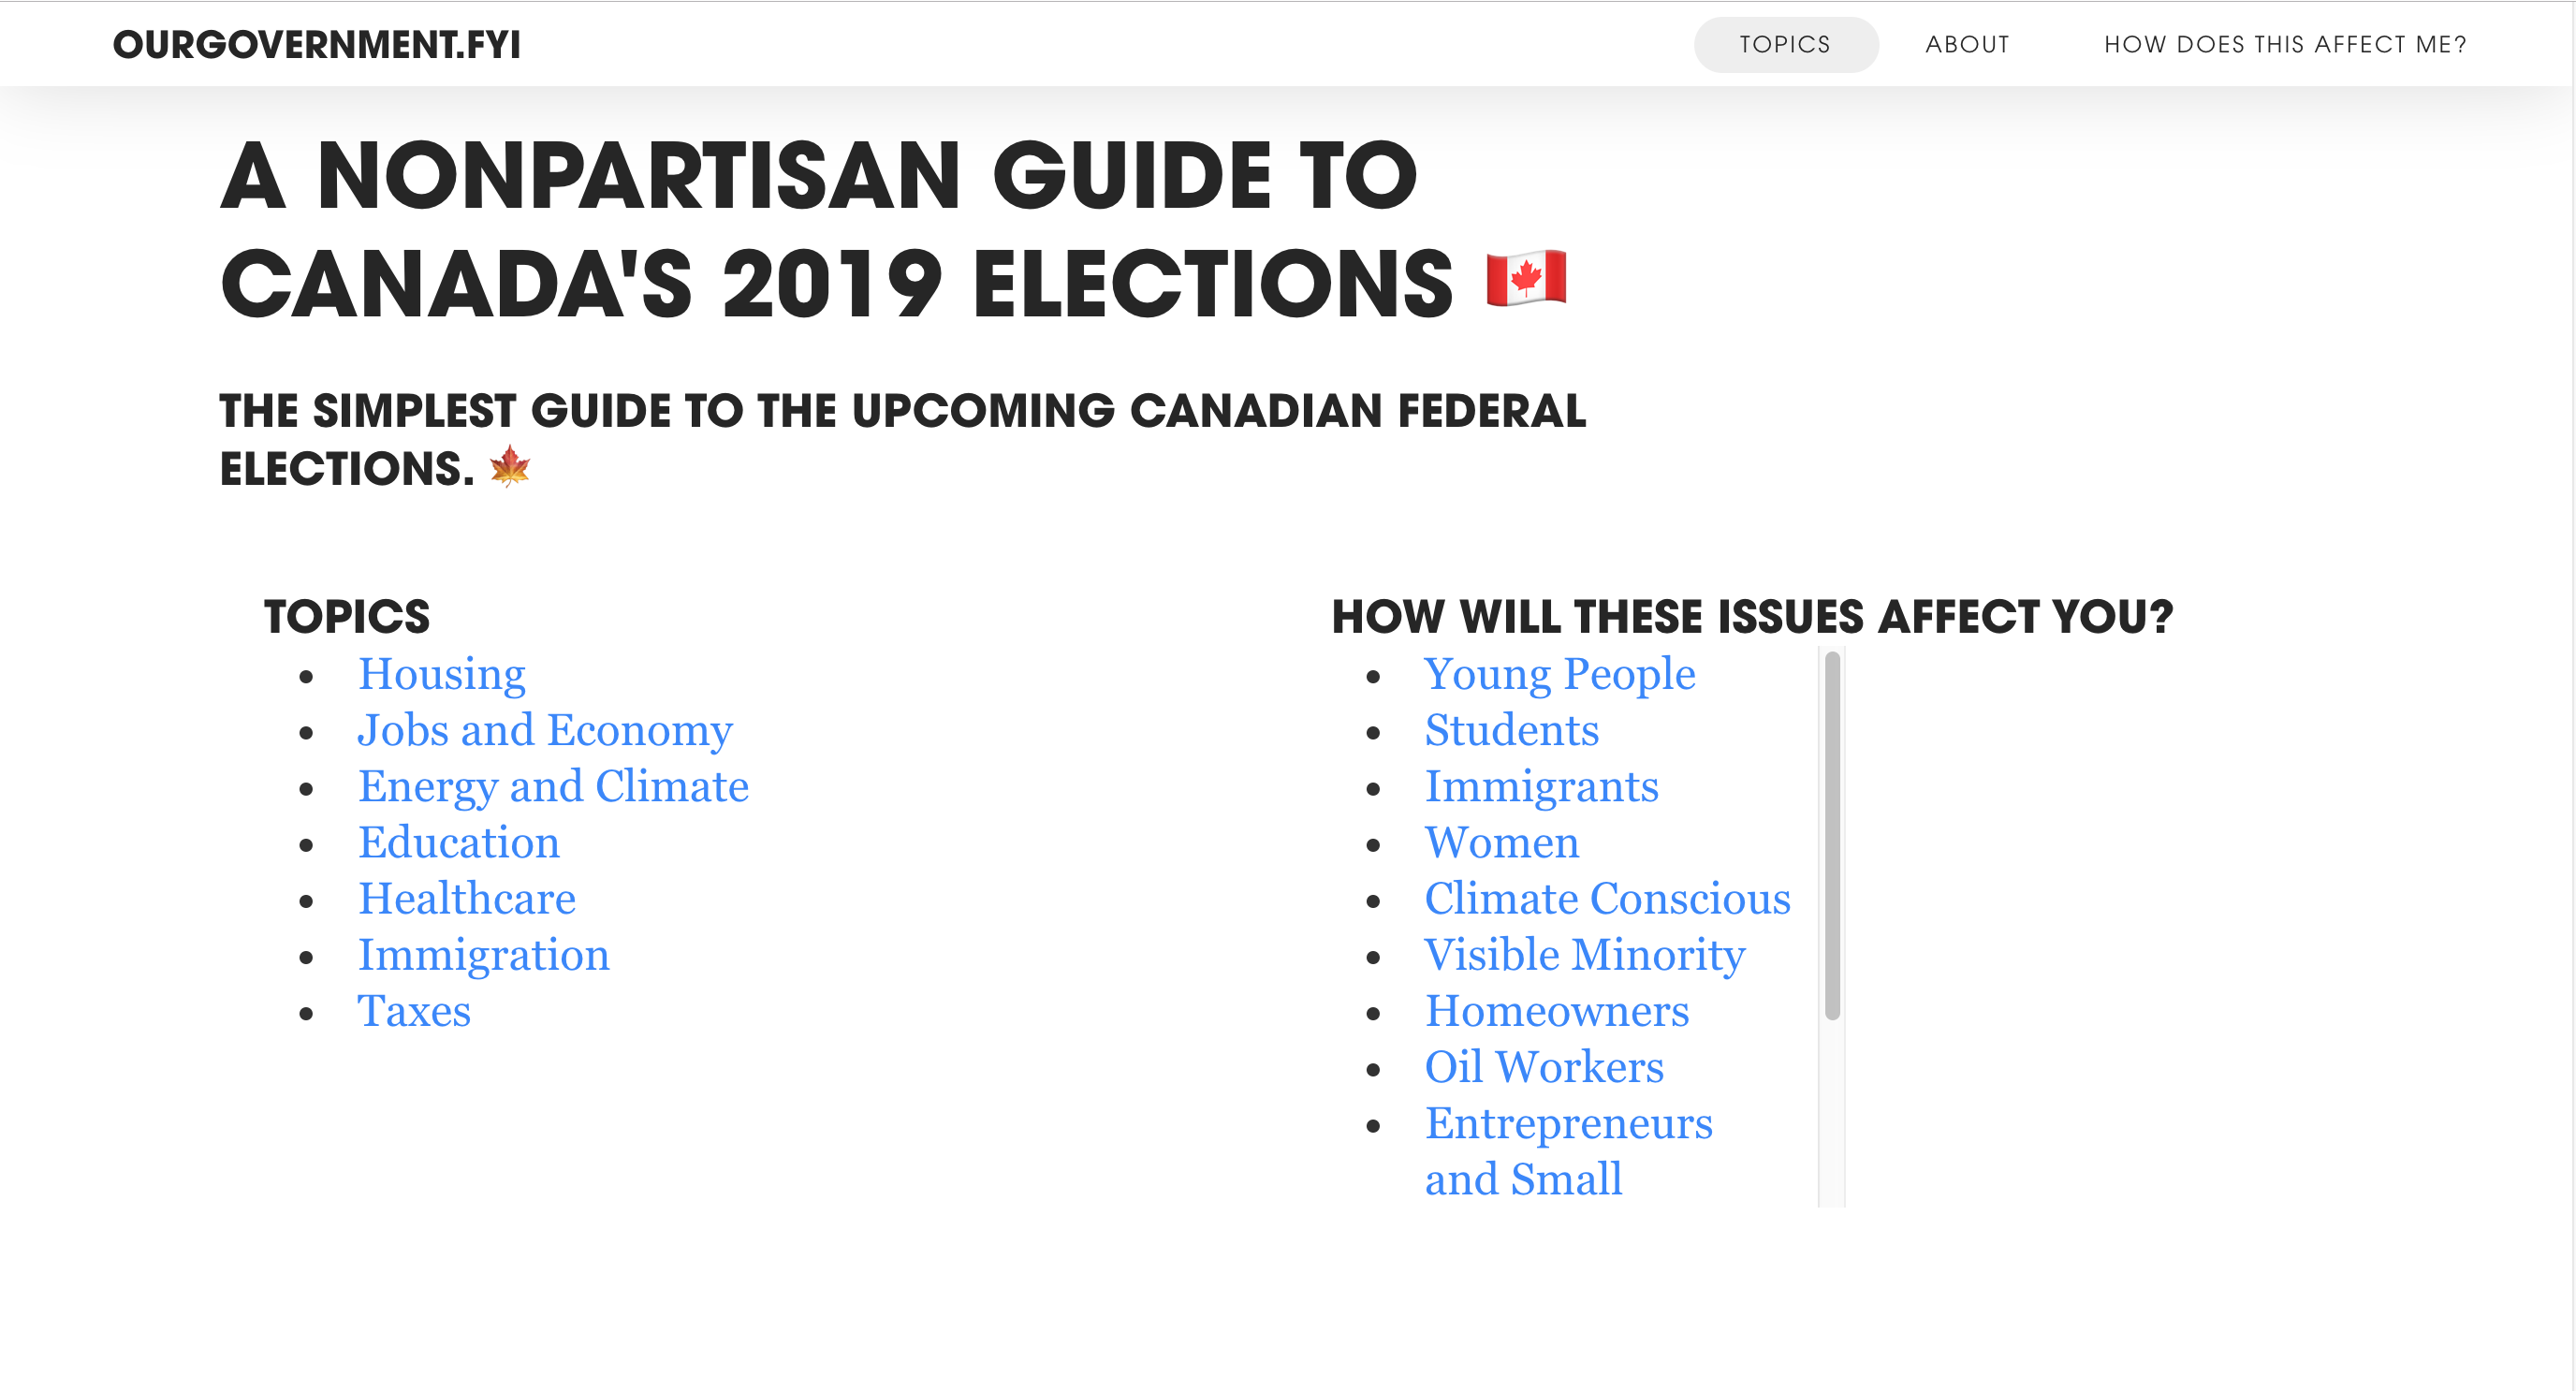 OURGOVERNMENT.FYI
TOPICS
ABOUT
HOW DOES THIS AFFECT ME?
A NONPARTISAN GUIDE TO
CANADA'S 2019 ELECTIONS 🇨🇦
THE SIMPLEST GUIDE TO THE UPCOMING CANADIAN FEDERAL
ELECTIONS. 🍁
TOPICS
• Housing
• Jobs and Economy
• Energy and Climate
• Education
• Healthcare
• Immigration
• Taxes
HOW WILL THESE ISSUES AFFECT YOU?
• Young People
• Students
• Immigrants
• Women
• Climate Conscious
• Visible Minority
• Homeowners
• Oil Workers
• Entrepreneurs
and Small